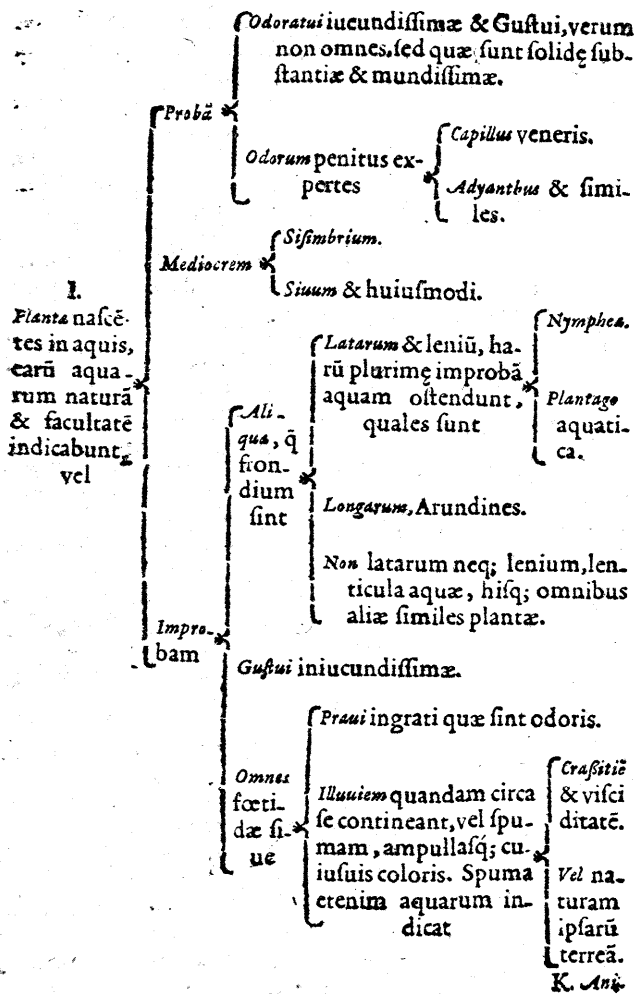 Odoratui iucundiſſimæ & Guſtui, verum
non omnes, ſed quæ ſunt ſolidę ſub-
ſtantiæ & mundiſſimæ.
Probā
Odorum penitus ex-
pertes
Capillus veneris.
Adyanthus & ſimi-
les.
Mediocrem
Siſimbrium.
Siuum & huiuſmodi.
I.
Planta naſcē-
tes in aquis,
earū aqua-
rum naturā
& facultatē
indicabunt,
vel
Impro-
bam
Ali-
qua, q̄
fron-
dium
ſint
Latarum & leniū, ha-
rū plurimę improbā
aquam oſtendunt,
quales ſunt
Nymphea.
Plantago
aquati-
ca.
Longarum, Arundines.
Non latarum neq; lenium, len-
ticula aquæ, hiſq; omnibus
aliæ ſimiles plantæ.
Guſtui iniucundiſſimæ.
Omnes
fœti-
dæ ſi-
ue
Praui ingrati quæ ſint odoris.
Illuuiem quandam circa
ſe contineant, vel ſpu-
mam, ampullaſq́; cu-
iuſuis coloris. Spuma
etenim aquarum in-
dicat
Craßitiē
& viſci
ditatē.
Vel na-
turam
ipſarū
terreā.
K. Ani-